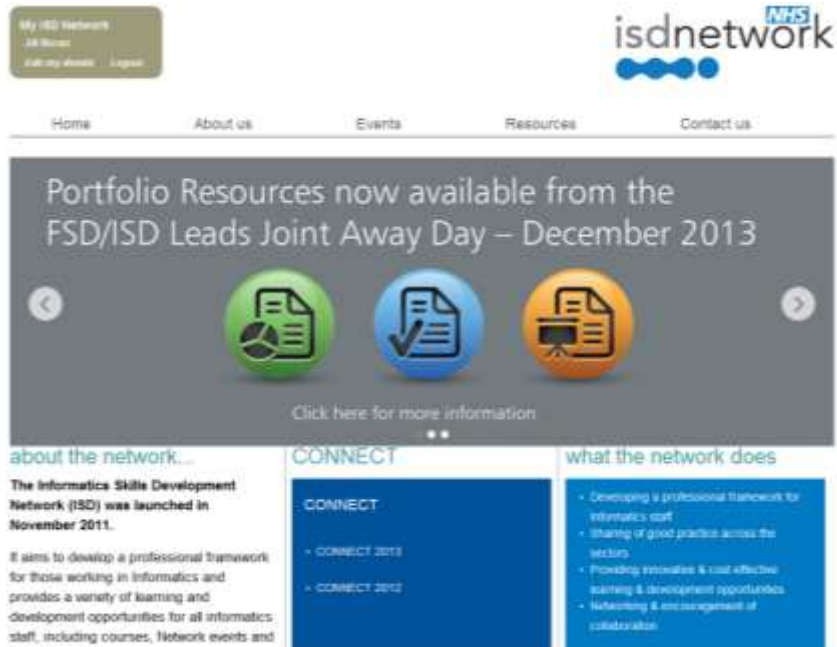 My ISD Network
Logout
NHS
isdnetwork
Home
About us
Events
Resources
Contact us
Portfolio Resources now available from the
FSD/ISD Leads Joint Away Day – December 2013
Click here for more information
about the network...
The Informatics Skills Development
Network (ISD) was launched in
November 2011.
It aims to develop a professional framework
for those working in Informatics and
provides a variety of learning and
development opportunities for all informatics
staff, including courses, Network events and
CONNECT
CONNECT
CONNECT 2013
CONNECT 2012
what the network does
Developing a professional framework for
informatics staff
Sharing of good practice across the
sectors
Providing innovative & cost effective
learning & development opportunities
Networking & encouragement of
collaboration